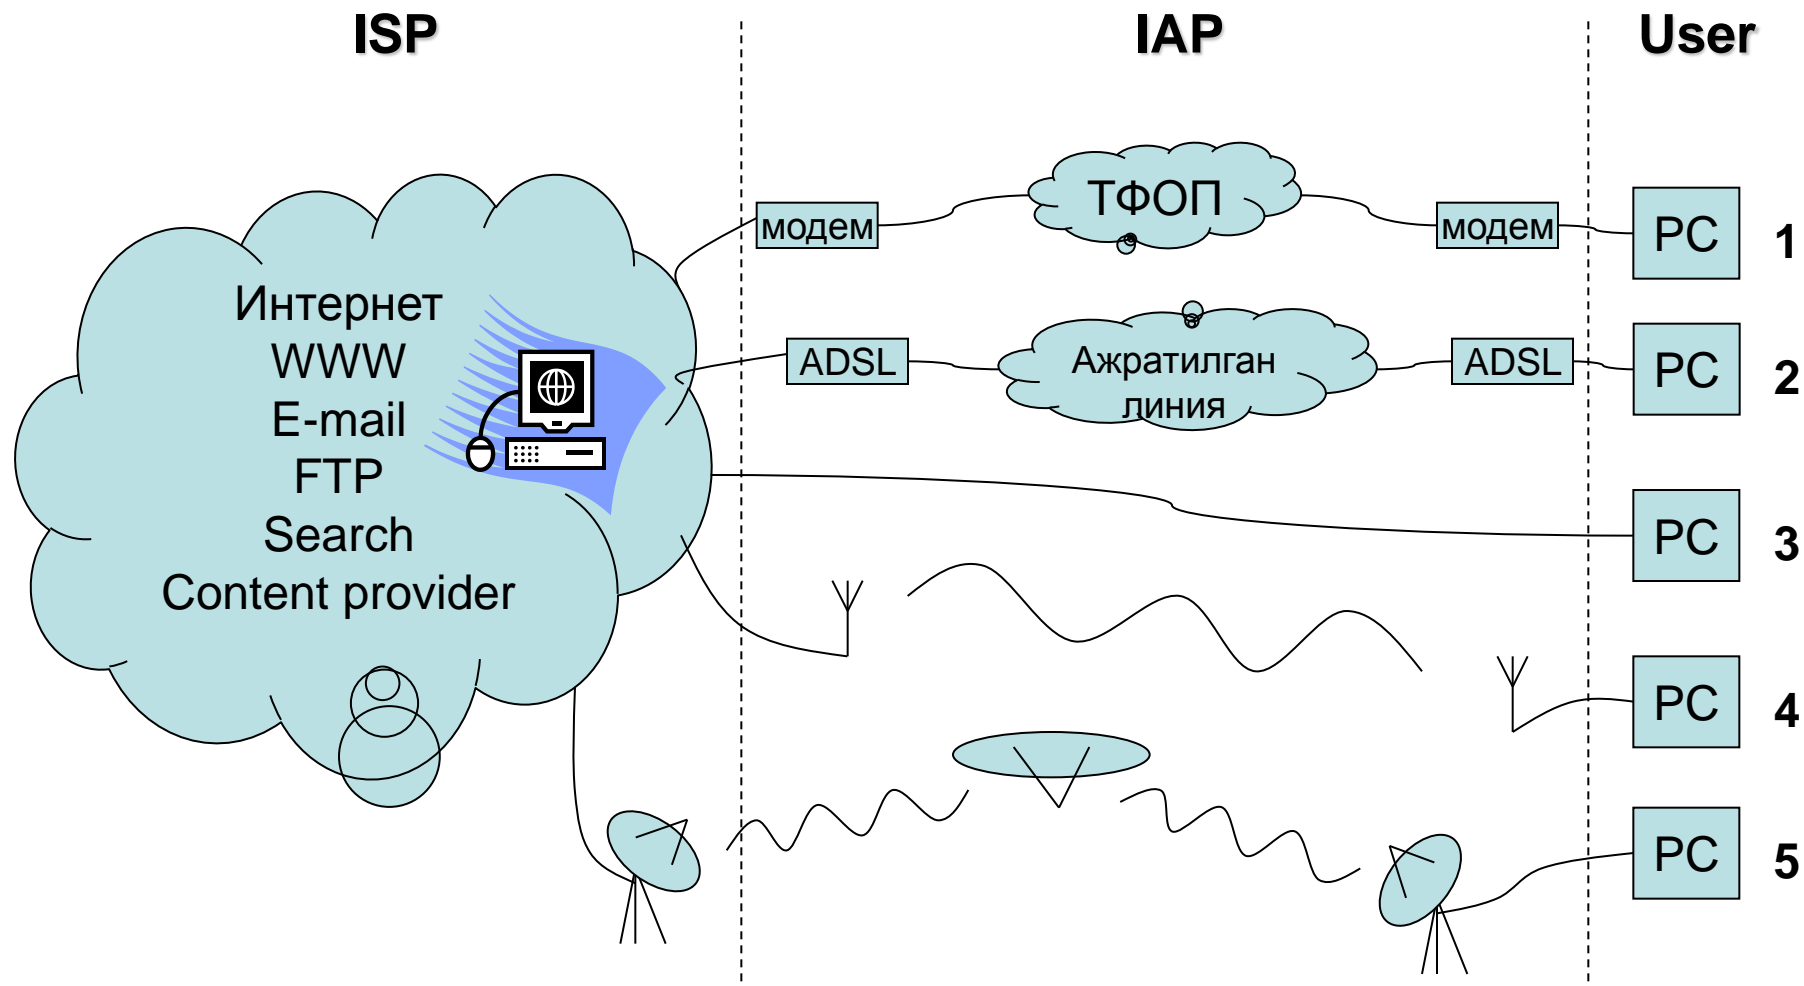 ISP
IAP
User
Интернет
WWW
E-mail
FTP
Search
Content provider
модем
ТФОП
модем
PC
1
ADSL
Ажратилган
линия
ADSL
PC
2
PC
3
PC
4
PC
5